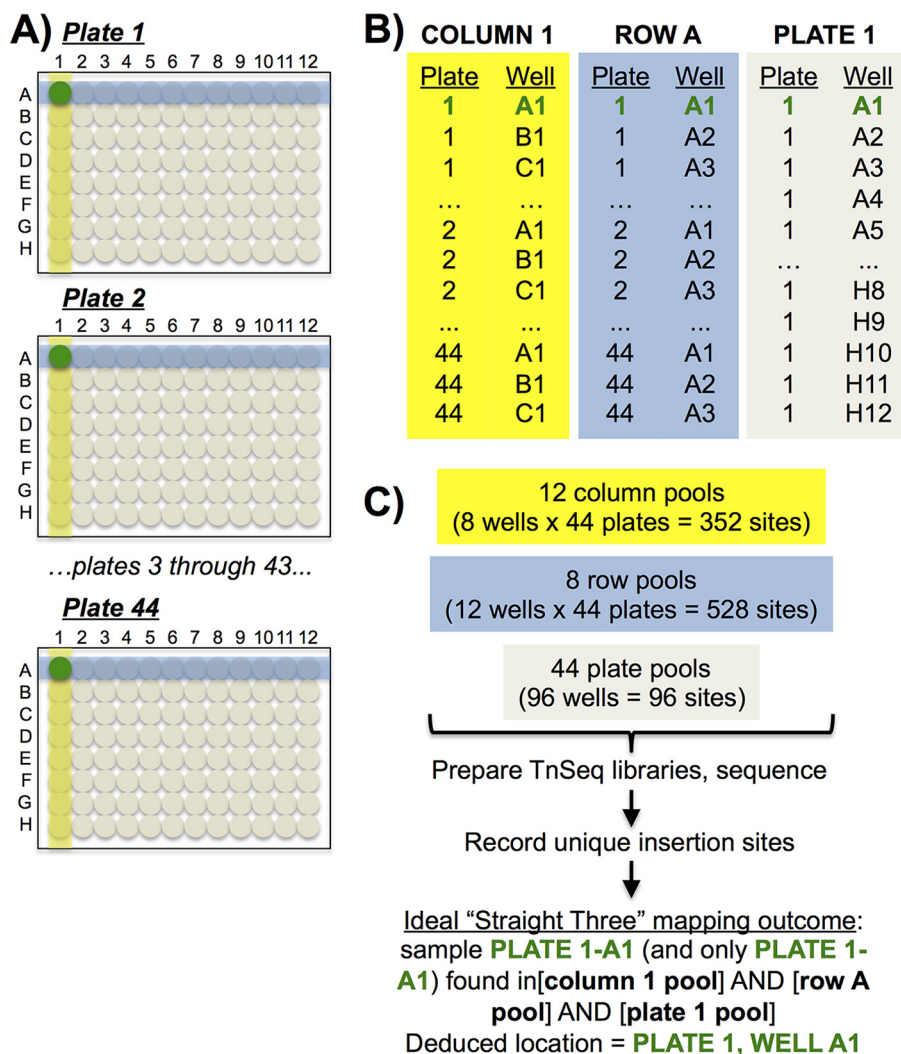 A)
Plate 1
1 2 3 4 5 6 7 8 9 10 11 12
A
B
C
D
E
F
G
H
Plate 2
1 2 3 4 5 6 7 8 9 10 11 12
A
B
C
D
E
F
G
H
...plates 3 through 43...
Plate 44
1 2 3 4 5 6 7 8 9 10 11 12
A
B
C
D
E
F
G
H
B)
COLUMN 1
Plate Well
1 A1
1 B1
1 C1
... ...
2 A1
2 B1
2 C1
... ...
44 A1
44 B1
44 C1
ROW A
Plate Well
1 A1
1 A2
1 A3
... ...
2 A1
2 A2
2 A3
... ...
44 A1
44 A2
44 A3
PLATE 1
Plate Well
1 A1
1 A2
1 A3
1 A4
1 A5
... ...
1 H8
1 H9
1 H10
1 H11
1 H12
C)
12 column pools
(8 wells x 44 plates = 352 sites)
8 row pools
(12 wells x 44 plates = 528 sites)
44 plate pools
(96 wells = 96 sites)
Prepare TnSeq libraries, sequence
Record unique insertion sites
Ideal “Straight Three” mapping outcome:
sample PLATE 1-A1 (and only PLATE 1-
A1) found in[column 1 pool] AND [row A
pool] AND [plate 1 pool]
Deduced location = PLATE 1, WELL A1